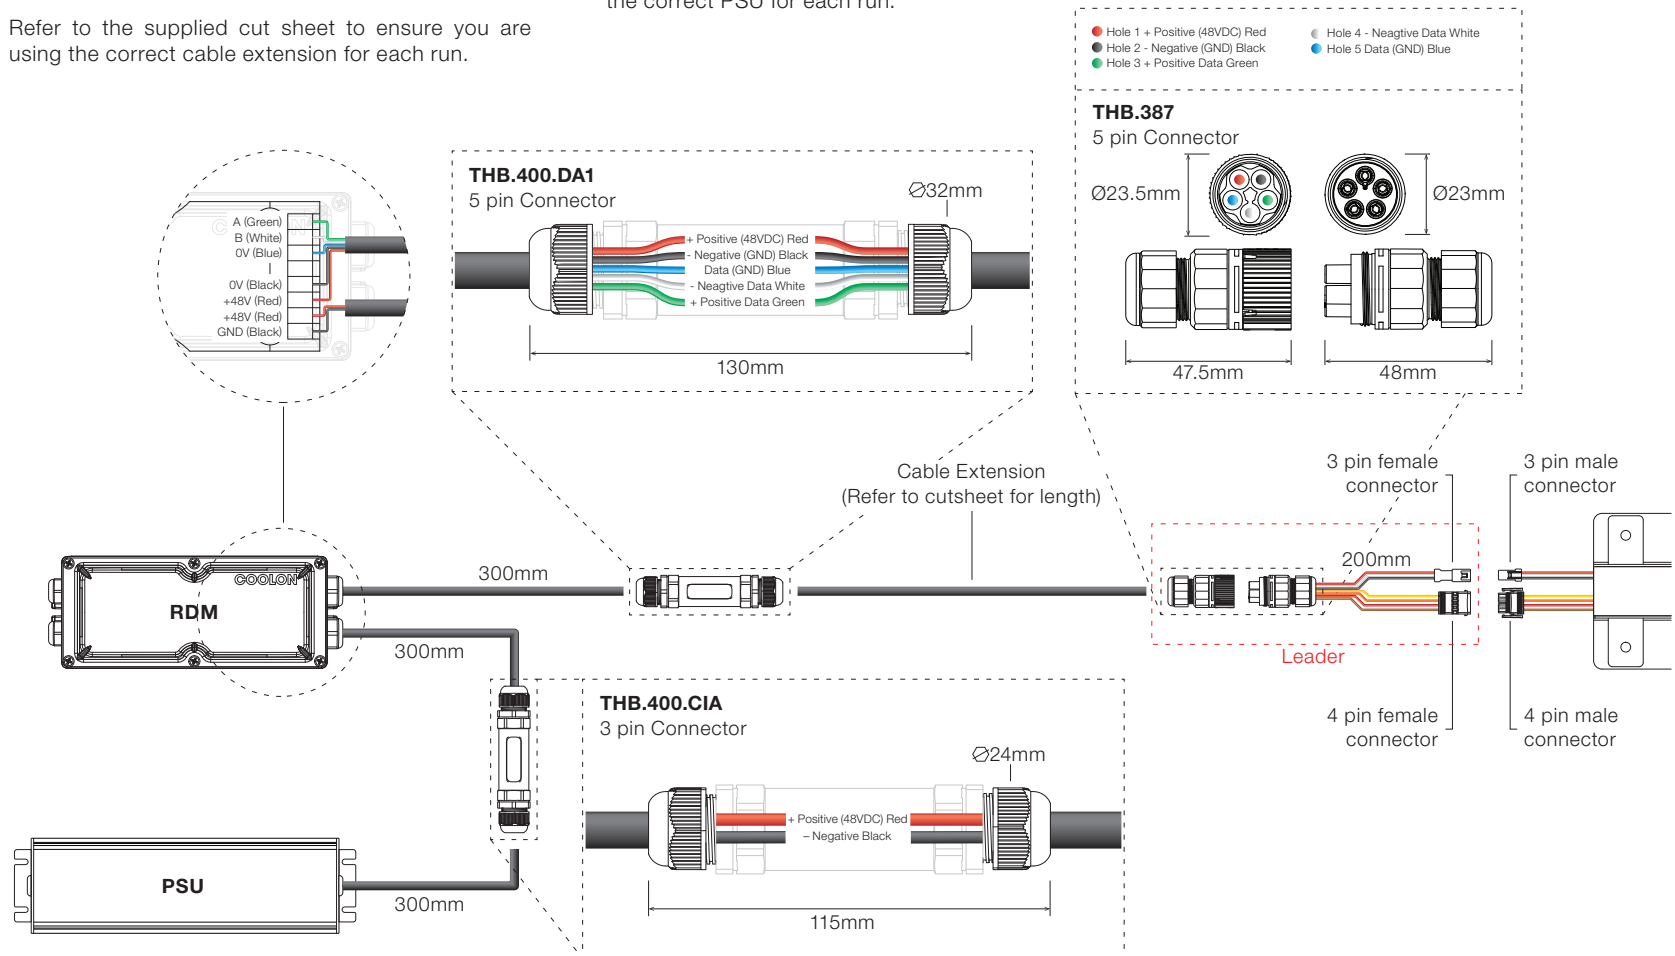 the correct PSU for each run.
Refer to the supplied cut sheet to ensure you are
using the correct cable extension for each run.
Hole 1 + Positive (48VDC) Red
Hole 2 - Negative (GND) Black
Hole 3 + Positive Data Green
Hole 4 - Neagtive Data White
Hole 5 Data (GND) Blue
THB.387
5 pin Connector
Ø23.5mm
Ø23mm
47.5mm
48mm
THB.400.DA1
5 pin Connector
Ø32mm
+ Positive (48VDC) Red
- Negative (GND) Black
Data (GND) Blue
- Neagtive Data White
+ Positive Data Green
130mm
A (Green)
B (White)
0V (Blue)
0V (Black)
+48V (Red)
+48V (Red)
GND (Black)
Cable Extension
(Refer to cutsheet for length)
3 pin female
connector
3 pin male
connector
200mm
300mm
COOLON
RDM
300mm
Leader
4 pin female
connector
4 pin male
connector
THB.400.CIA
3 pin Connector
Ø24mm
+ Positive (48VDC) Red
– Negative Black
115mm
PSU
300mm